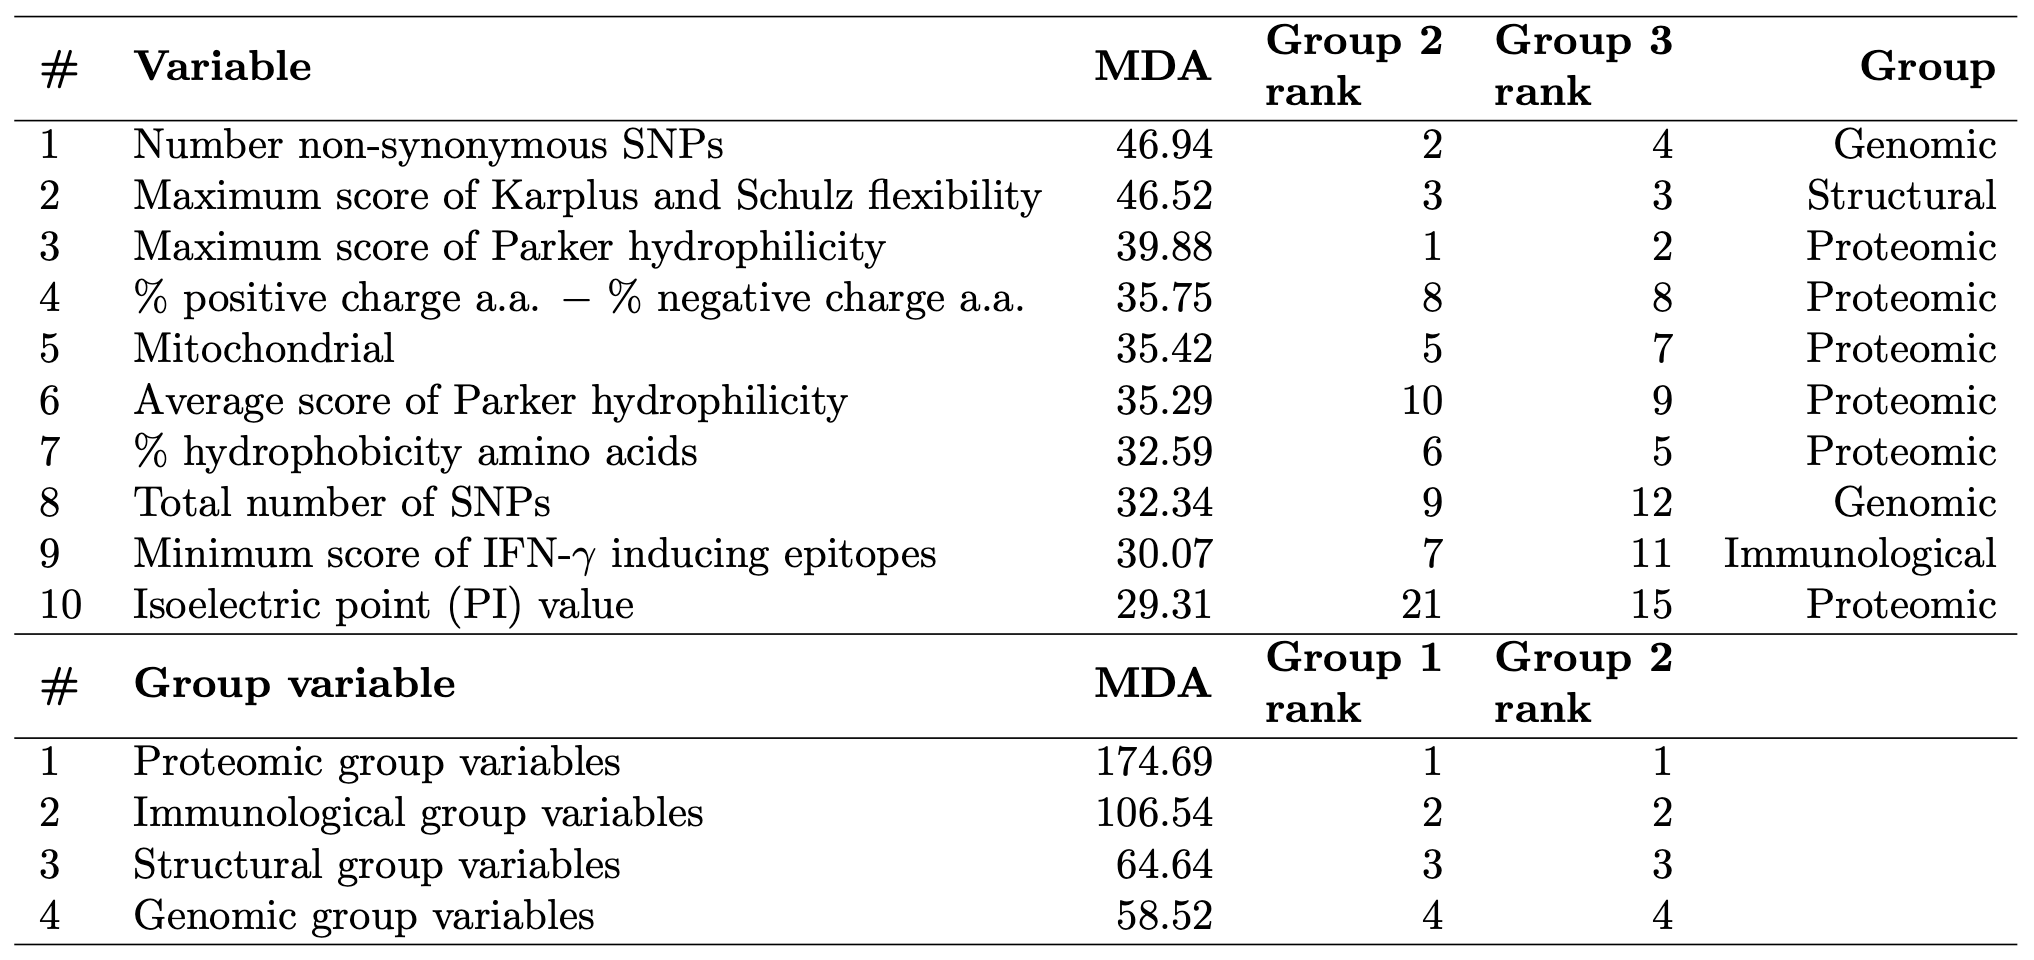 # Variable MDA Group 2 rank Group 3 rank Group
1 Number non-synonymous SNPs 46.94 2 4 Genomic
2 Maximum score of Karplus and Schulz flexibility 46.52 3 3 Structural
3 Maximum score of Parker hydrophilicity 39.88 1 2 Proteomic
4 % positive charge a.a. − % negative charge a.a. 35.75 8 8 Proteomic
5 Mitochondrial 35.42 5 7 Proteomic
6 Average score of Parker hydrophilicity 35.29 10 9 Proteomic
7 % hydrophobicity amino acids 32.59 6 5 Proteomic
8 Total number of SNPs 32.34 9 12 Genomic
9 Minimum score of IFN-γ inducing epitopes 30.07 7 11 Immunological
10 Isoelectric point (PI) value 29.31 21 15 Proteomic
# Group variable MDA Group 1 rank Group 2 rank
1 Proteomic group variables 174.69 1 1
2 Immunological group variables 106.54 2 2
3 Structural group variables 64.64 3 3
4 Genomic group variables 58.52 4 4